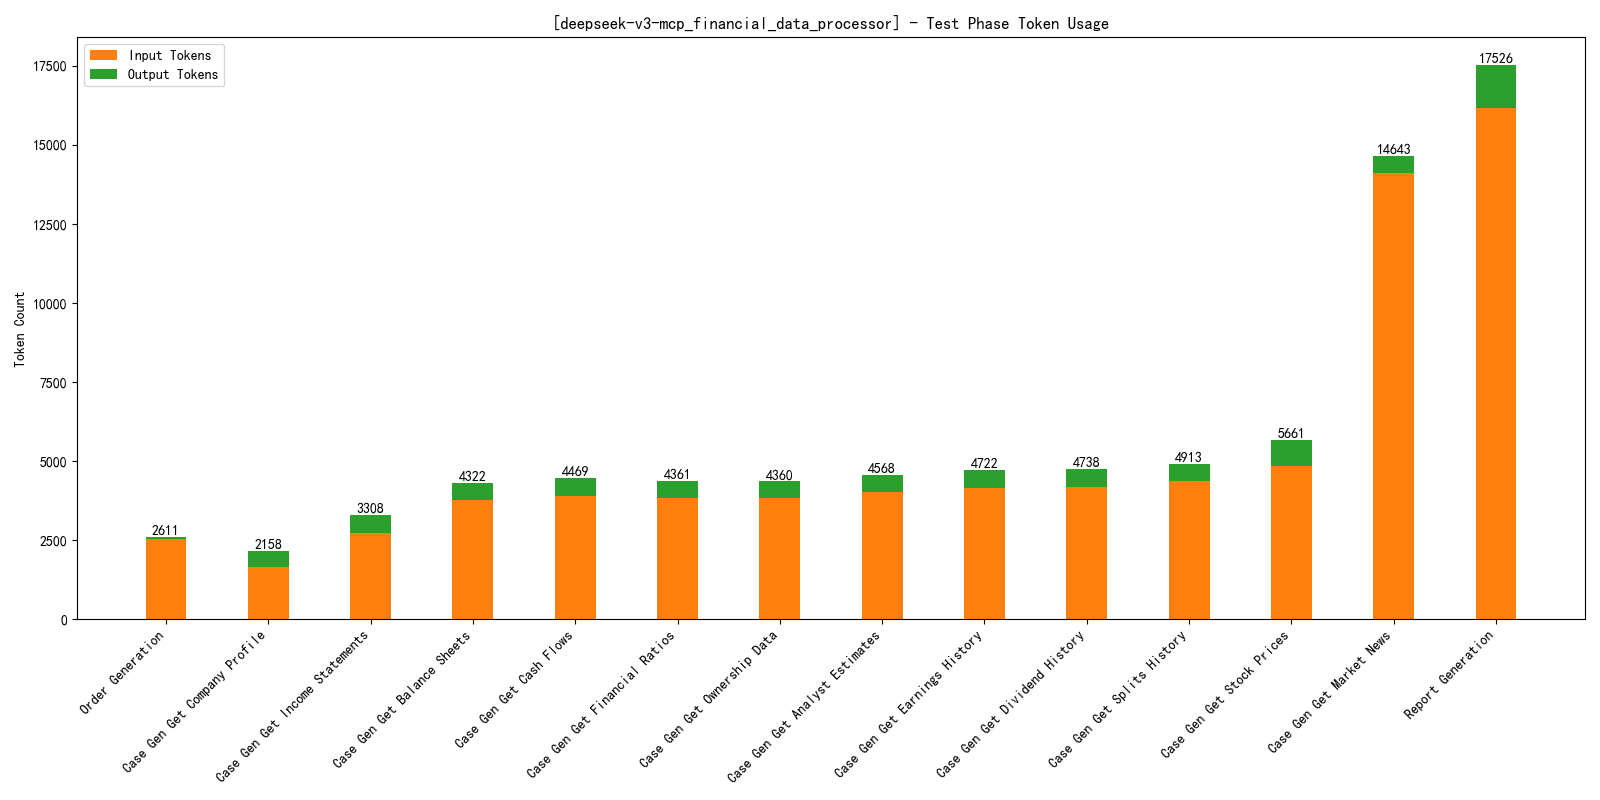 [deepseek-v3-mcp_financial_data_processor] - Test Phase Token Usage
Input Tokens
Output Tokens
Token Count
17500
15000
12500
10000
7500
5000
2500
0
2611
2158
3308
4322
4469
4361
4360
4568
4722
4738
4913
5661
14643
17526
Order Generation
Case Gen Get Company Profile
Case Gen Get Income Statements
Case Gen Get Balance Sheets
Case Gen Get Cash Flows
Case Gen Get Financial Ratios
Case Gen Get Ownership Data
Case Gen Get Analyst Estimates
Case Gen Get Earnings History
Case Gen Get Dividend History
Case Gen Get Splits History
Case Gen Get Stock Prices
Case Gen Get Market News
Report Generation